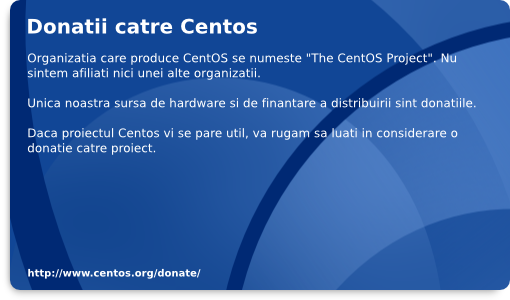 Donatii catre Centos
Organizatia care produce CentOS se numeste "The CentOS Project". Nu
sintem afiliati nici unei alte organizatii.
Unica noastra sursa de hardware si de finantare a distribuirii sint donatiile.
Daca proiectul Centos vi se pare util, va rugam sa luati in considerare o
donatie catre proiect.
http://www.centos.org/donate/